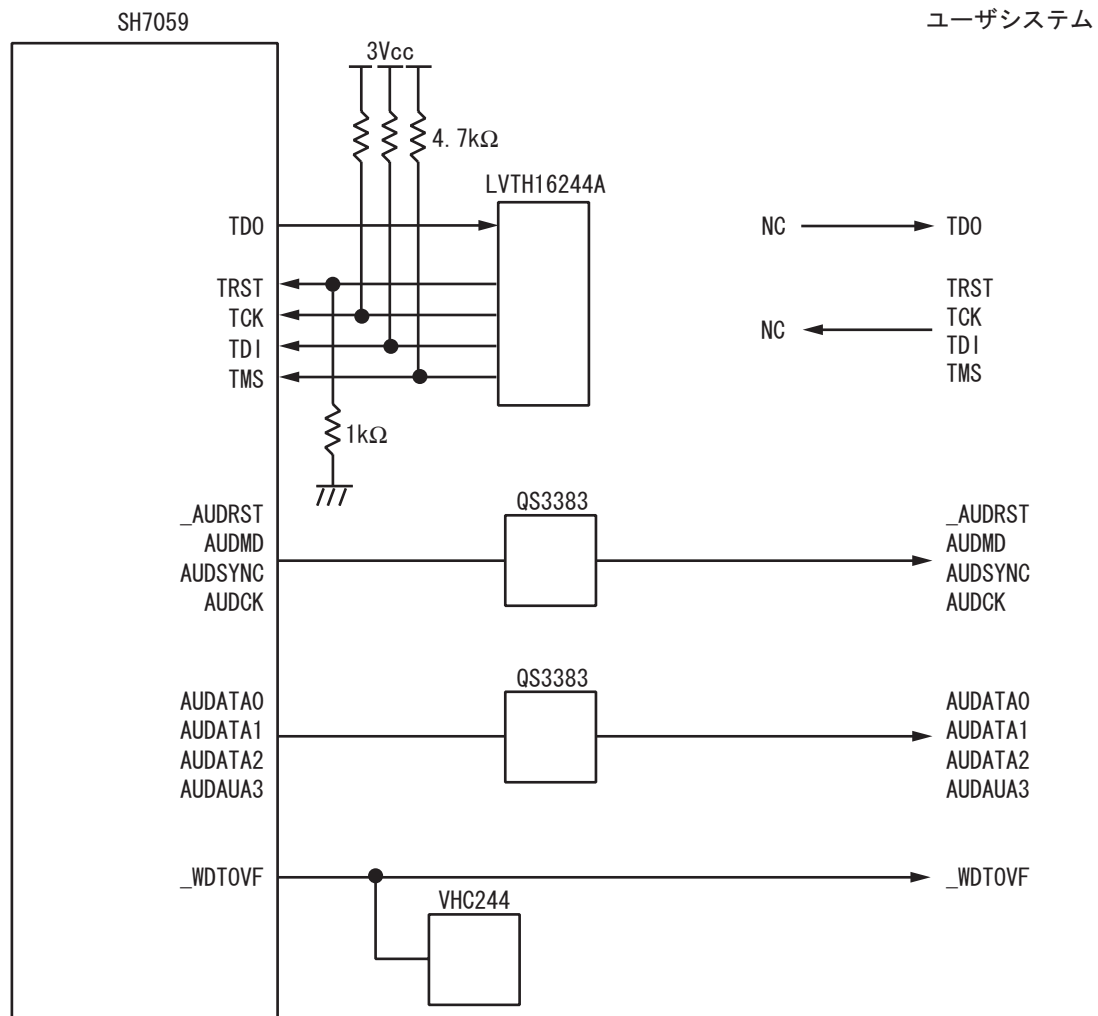 SH7059
ユーザシステム
3Vcc
4.7kΩ
LVTH16244A
TDO
NC
TDO
TRST
TCK
TDI
TMS
NC
TRST
TCK
TDI
TMS
1kΩ
QS3383
_AUDRST
AUDMD
AUDSYNC
AUDCK
_AUDRST
AUDMD
AUDSYNC
AUDCK
QS3383
AUDATA0
AUDATA1
AUDATA2
AUDAUA3
AUDATA0
AUDATA1
AUDATA2
AUDAUA3
_WDTOVF
_WDTOVF
VHC244